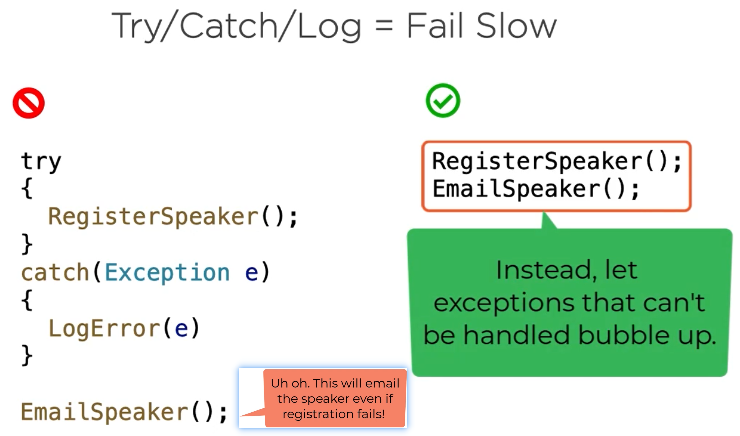 Try/Catch/Log = Fail Slow
try
{
RegisterSpeaker();
}
catch(Exception e)
{
LogError(e)
}
EmailSpeaker();
Uh oh. This will email
the speaker even if
registration fails!
RegisterSpeaker();
EmailSpeaker();
Instead, let
exceptions that can't
be handled bubble up.